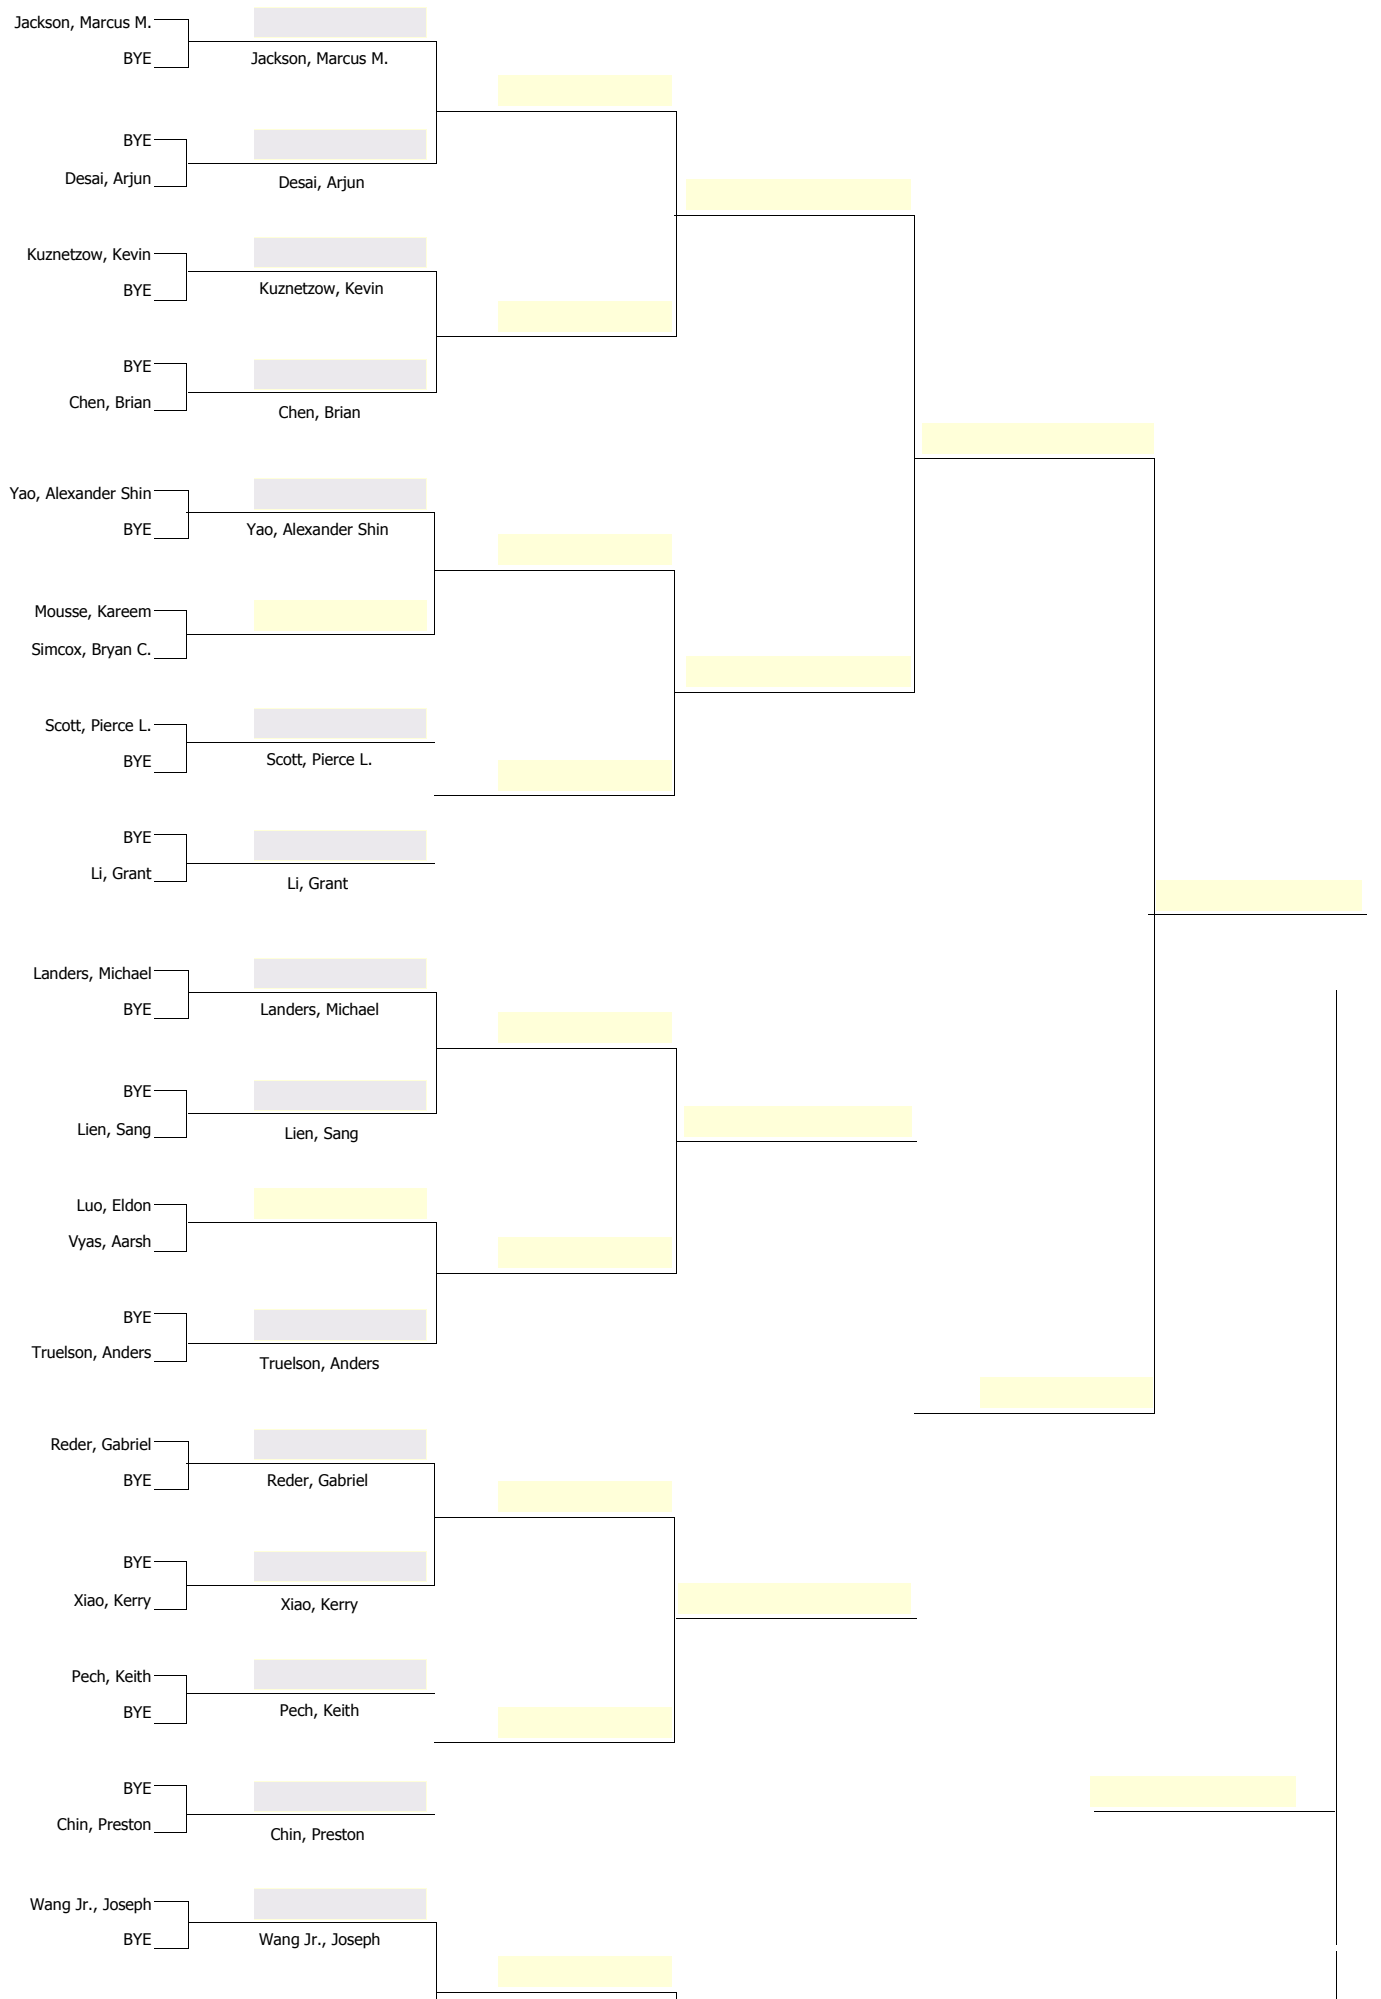 Jackson, Marcus M.
BYE
Jackson, Marcus M.
BYE
Desai, Arjun
Desai, Arjun
Kuznetzow, Kevin
BYE
Kuznetzow, Kevin
BYE
Chen, Brian
Chen, Brian
Yao, Alexander Shin
BYE
Yao, Alexander Shin
Mousse, Kareem
Simcox, Bryan C.
Scott, Pierce L.
BYE
Scott, Pierce L.
BYE
Li, Grant
Li, Grant
Landers, Michael
BYE
Landers, Michael
BYE
Lien, Sang
Lien, Sang
Luo, Eldon
Vyas, Aarsh
BYE
Truelson, Anders
Truelson, Anders
Reder, Gabriel
BYE
Reder, Gabriel
BYE
Xiao, Kerry
Xiao, Kerry
Pech, Keith
BYE
Pech, Keith
BYE
Chin, Preston
Chin, Preston
Wang Jr., Joseph
BYE
Wang Jr., Joseph